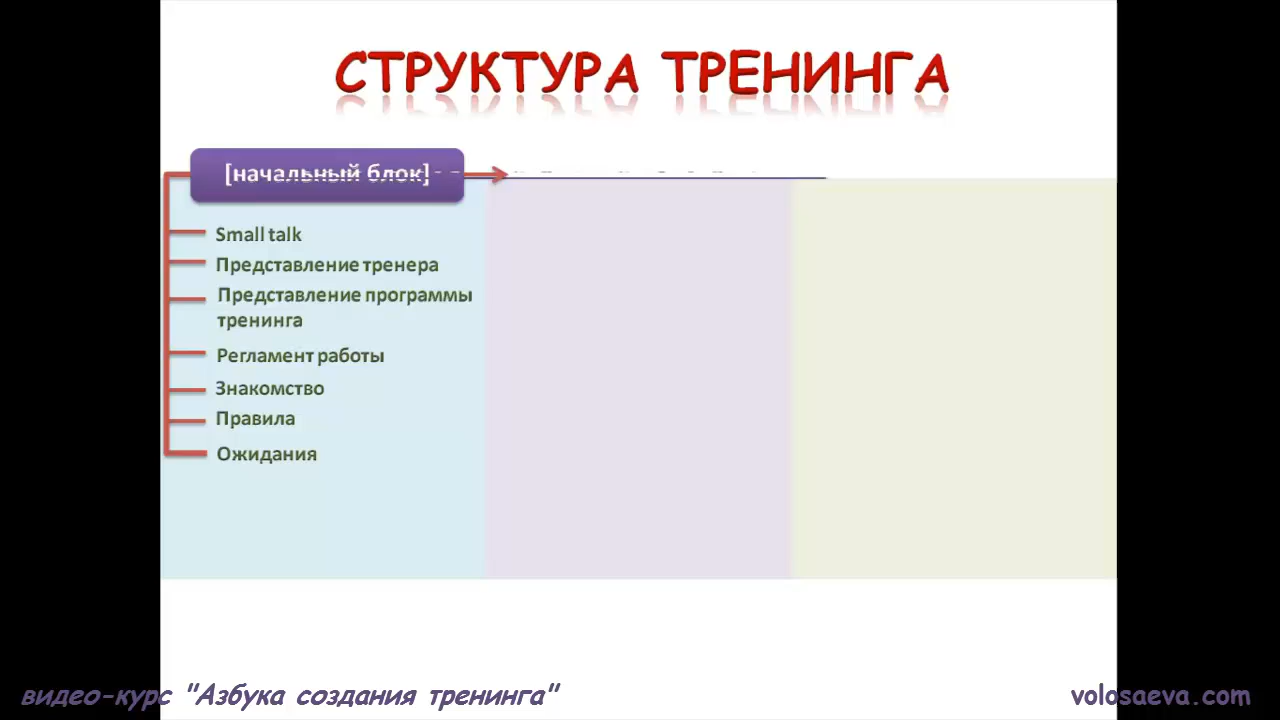 СТРУКТУРА ТРЕНИНГА
[начальный блок]
Small talk
Представление тренера
Представление программы
тренинга
Регламент работы
Знакомство
Правила
Ожидания
видео-курс "Азбука создания тренинга"
volosaeva.com